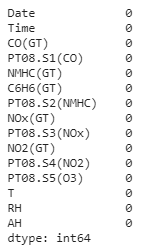 Date 0
Time 0
CO(GT) 0
PT08.S1(CO) 0
NMHC(GT) 0
C6H6(GT) 0
PT08.S2(NMHC) 0
NOx(GT) 0
PT08.S3(NOx) 0
NO2(GT) 0
PT08.S4(NO2) 0
PT08.S5(O3) 0
T 0
RH 0
AH 0
dtype: int64